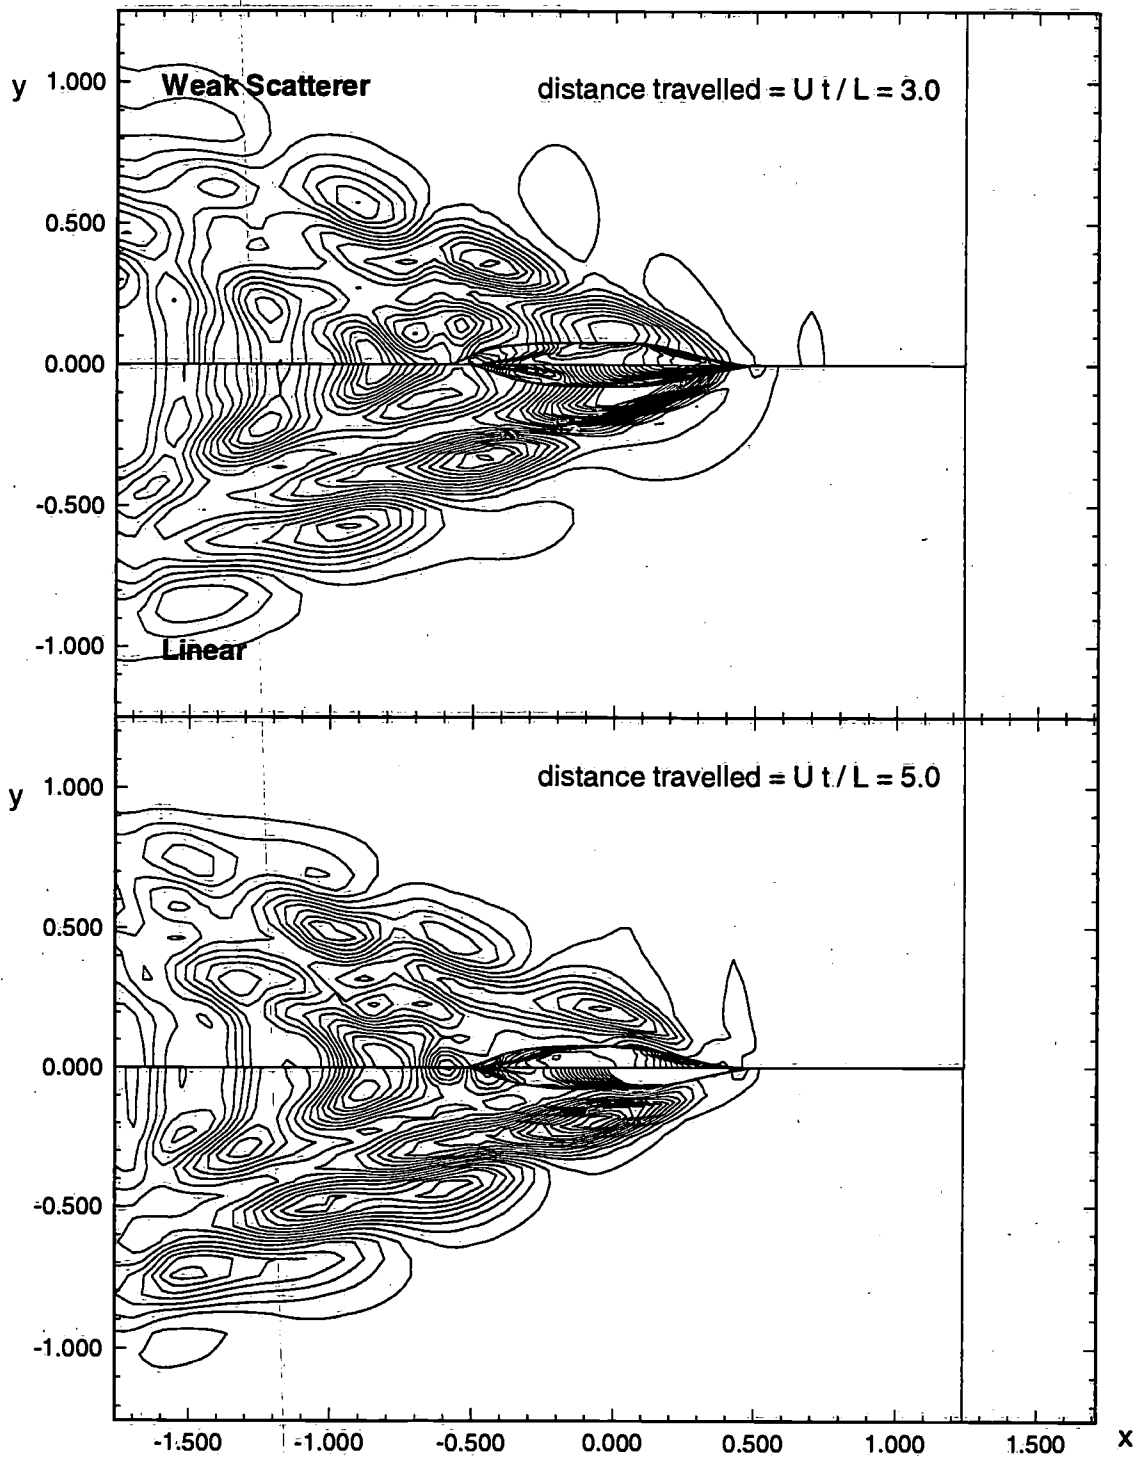 y 1.000 Weak Scatterer distance travelled = U t / L = 3.0
0.500
0.000
-0.500
-1.000 Linear
y 1.000 distance travelled = U t / L = 5.0
0.500
0.000
-0.500
-1.000
-1.500 -1.000 -0.500 0.000 0.500 1.000 1.500 x